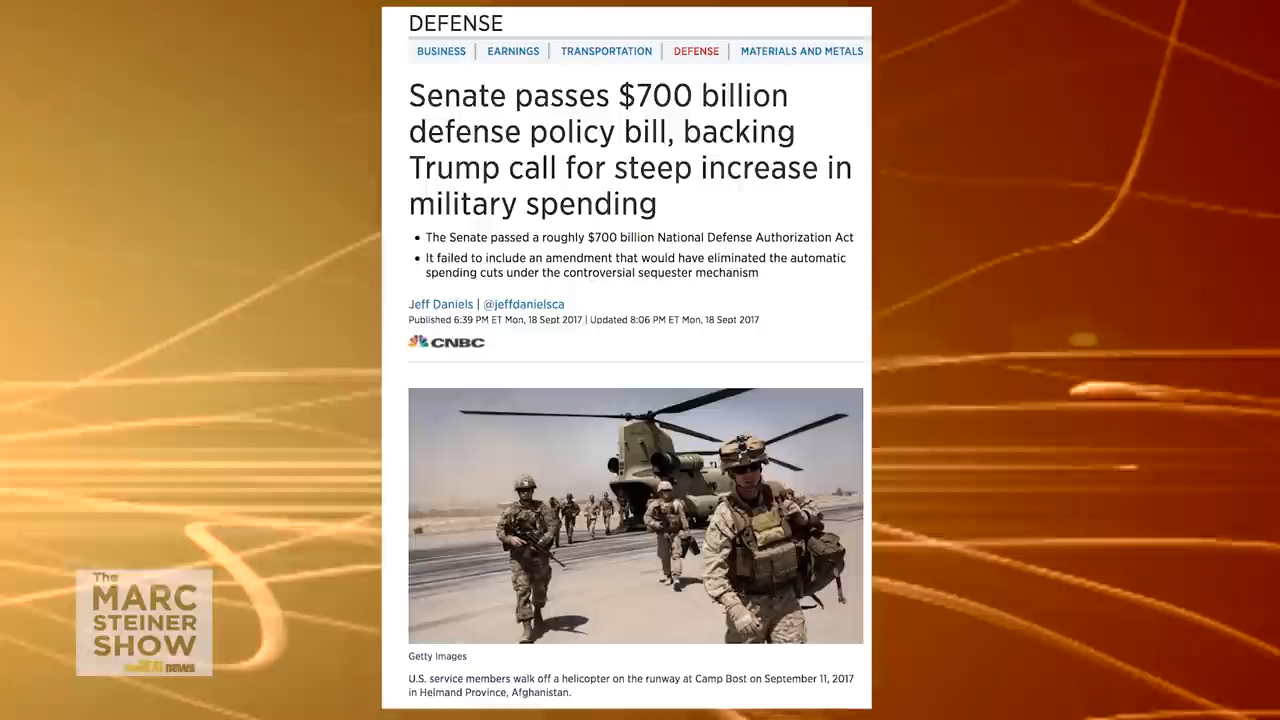 DEFENSE
BUSINESS | EARNINGS | TRANSPORTATION | DEFENSE | MATERIALS AND METALS
Senate passes $700 billion
defense policy bill, backing
Trump call for steep increase in
military spending
• The Senate passed a roughly $700 billion National Defense Authorization Act
• It failed to include an amendment that would have eliminated the automatic
spending cuts under the controversial sequester mechanism
Jeff Daniels | @jeffdanielsca
Published 6:39 PM ET Mon, 18 Sept 2017 | Updated 8:06 PM ET Mon, 18 Sept 2017
CNBC
Getty Images
U.S. service members walk off a helicopter on the runway at Camp Bost on September 11, 2017
in Helmand Province, Afghanistan.
The
MARC
STEINER
SHOW
news